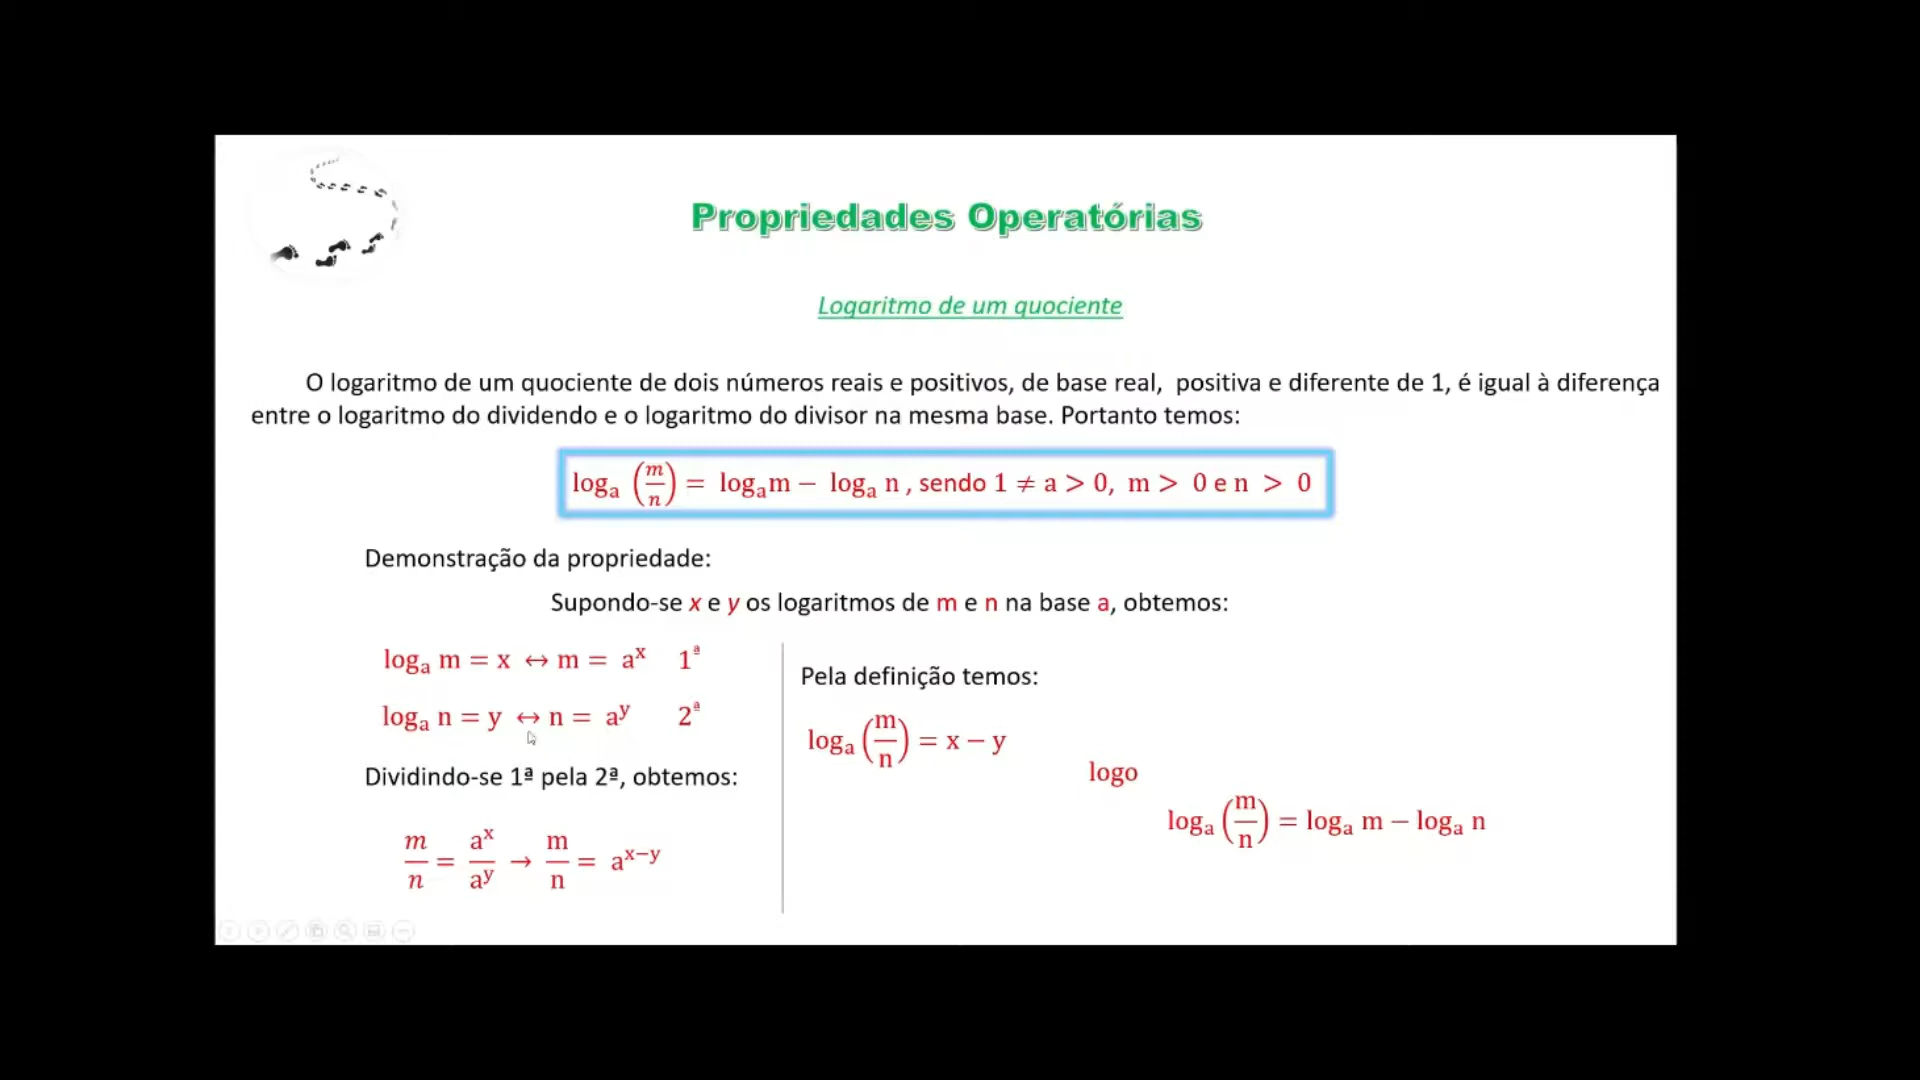 Propriedades Operatórias
Logaritmo de um quociente
O logaritmo de um quociente de dois números reais e positivos, de base real, positiva e diferente de 1, é igual à diferença
entre o logaritmo do dividendo e o logaritmo do divisor na mesma base. Portanto temos:
logₐ (m/n) = logₐm − logₐ n , sendo 1 ≠ a > 0, m > 0 e n > 0
Demonstração da propriedade:
Supondo-se x e y os logaritmos de m e n na base a, obtemos:
logₐ m = x ↔ m = aˣ 1ª
logₐ n = y ↔ n = aʸ 2ª
Dividindo-se 1ª pela 2ª, obtemos:
m/n = aˣ/aʸ → m/n = aˣ⁻ʸ
Pela definição temos:
logₐ (m/n) = x − y
logo
logₐ (m/n) = logₐ m − logₐ n